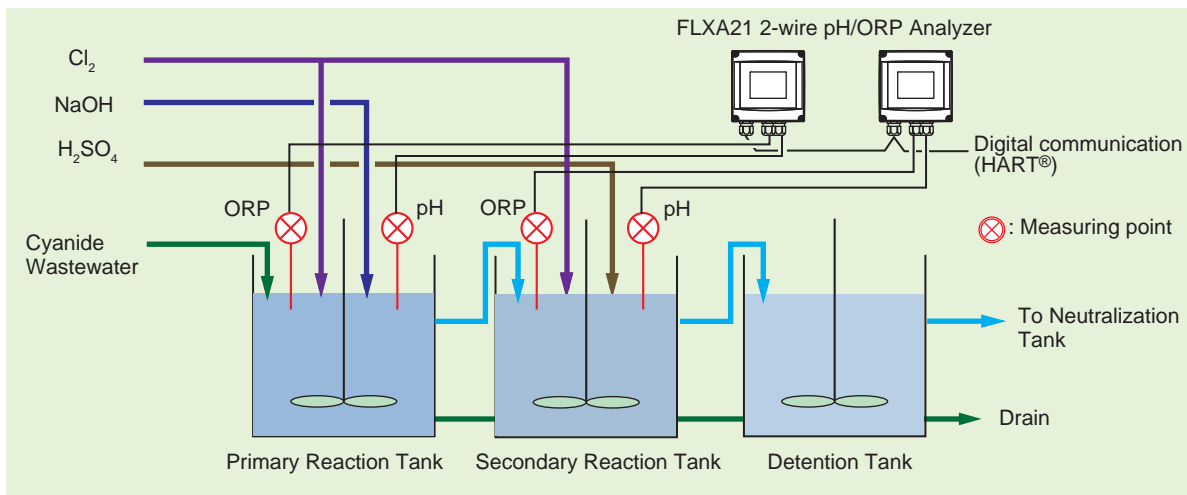 FLXA21 2-wire pH/ORP Analyzer
Cl₂
NaOH
H₂SO₄
Digital communication
(HART®)
ORP
pH
ORP
pH
: Measuring point
Cyanide
Wastewater
To Neutralization
Tank
Drain
Primary Reaction Tank
Secondary Reaction Tank
Detention Tank